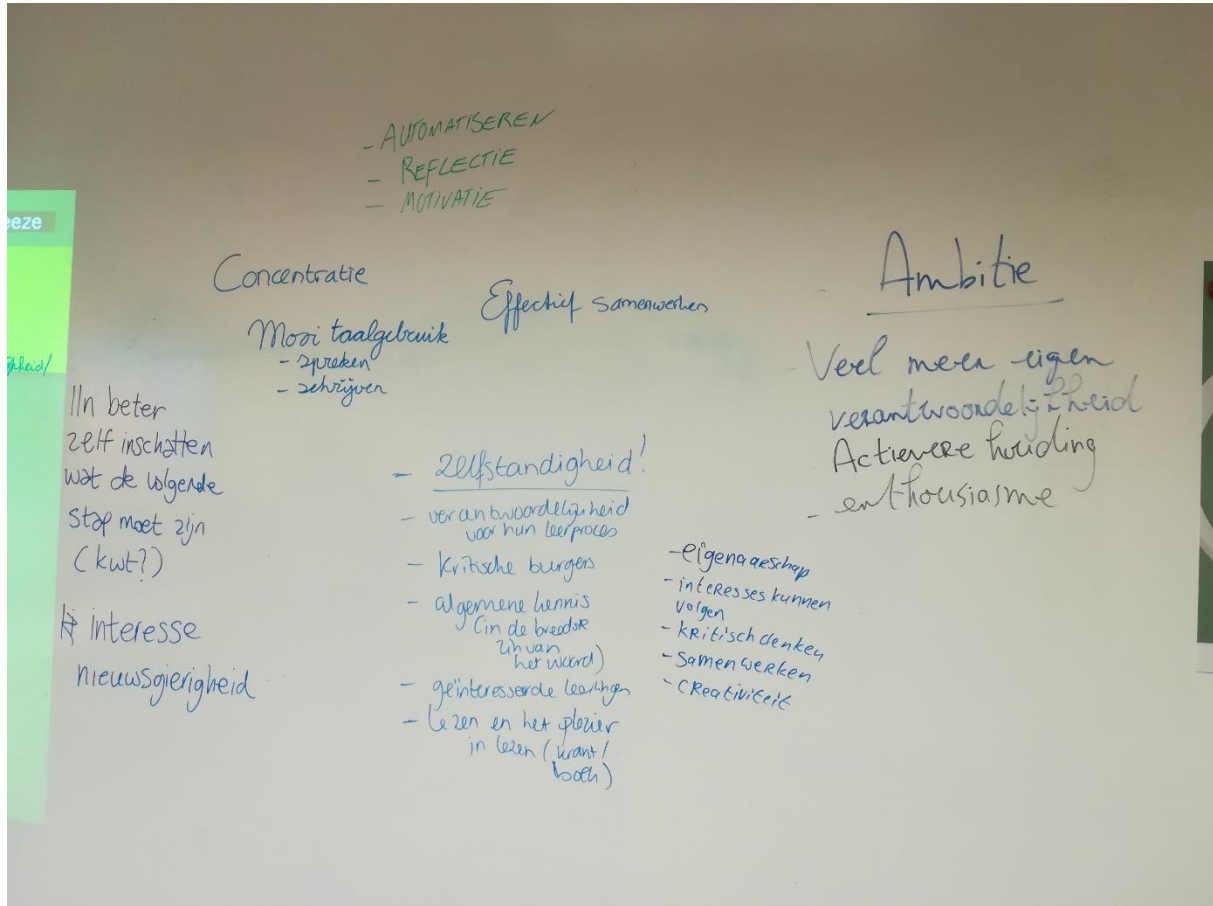 - AUTOMATISEREN
- REFLECTIE
- MOTIVATIE
eeze
Concentratie
Effectief samenwerken
Ambitie
Mooi taalgebruik
- spreken
- schrijven
- Veel meer eigen
verantwoordelijkheid
Actievere houding
- enthousiasme
lln beter
zelf inschatten
wat de volgende
stap moet zijn
(kwt?)
interesse
nieuwsgierigheid
- zelfstandigheid!
- verantwoordelijkheid
voor hun leerproces
- kritische burgers
- algemene kennis
(in de breedste
zin van
het woord)
- geïnteresseerde leerlingen
- lezen en het plezier
in lezen (krant/
boek)
- eigenaarschap
- interesses kunnen
volgen
- kritisch denken
- samenwerken
- creativiteit